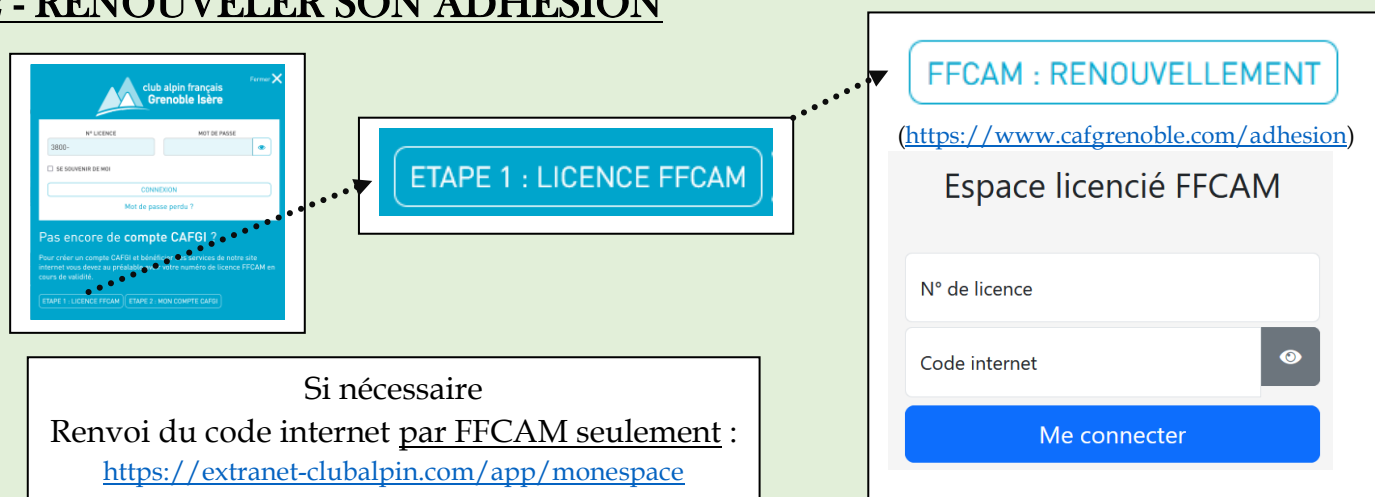 - RENOUVELER SON ADHÉSION
club alpin français
Grenoble Isère
Fermer X
N° LICENCE
MOT DE PASSE
3800-
SE SOUVENIR DE MOI
CONNEXION
Mot de passe perdu ?
Pas encore de compte CAFGI ?
Pour créer un compte CAFGI et bénéficier des services de notre site
internet vous devez au préalable votre numéro de licence FFCAM en
cours de validité.
ETAPE 1 : LICENCE FFCAM
ETAPE 2 : MON COMPTE CAFGI
ETAPE 1 : LICENCE FFCAM
Si nécessaire
Renvoi du code internet par FFCAM seulement :
https://extranet-clubalpin.com/app/monespace
FFCAM : RENOUVELLEMENT
(https://www.cafgrenoble.com/adhesion)
Espace licencié FFCAM
N° de licence
Code internet
Me connecter